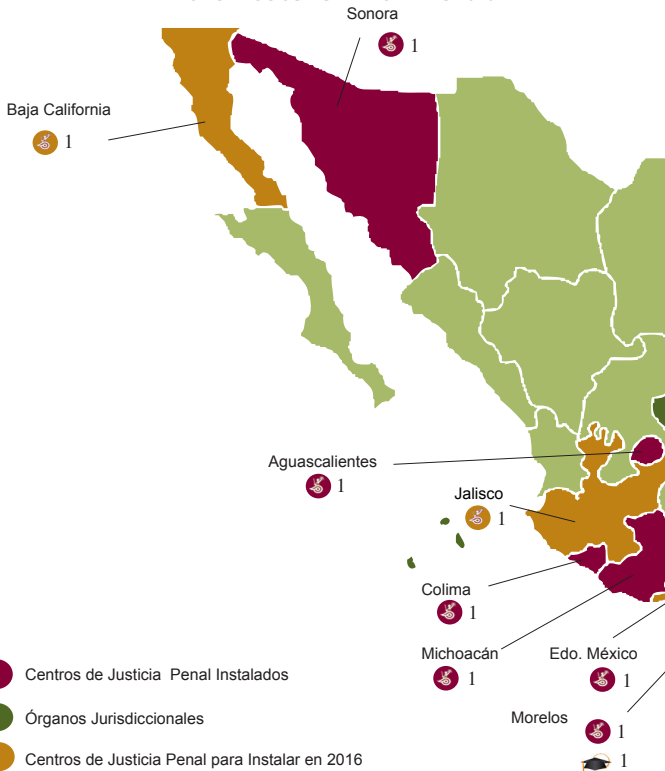 Sonora
1
Baja California
1
Aguascalientes
1
Jalisco
1
Colima
1
Michoacán
1
Edo. México
1
Morelos
1
1
Centros de Justicia Penal Instalados
Órganos Jurisdiccionales
Centros de Justicia Penal para Instalar en 2016